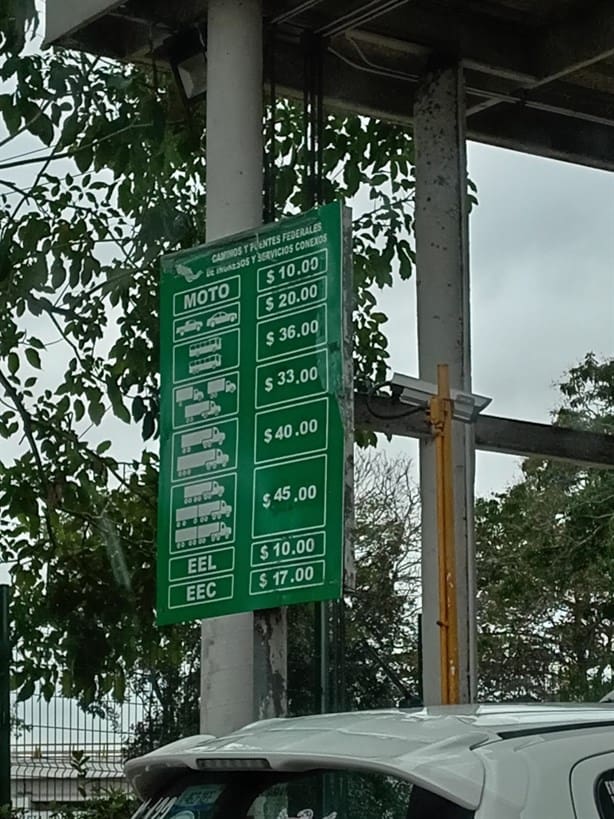 CAMINOS Y PUENTES FEDERALES
DE INGRESOS Y SERVICIOS CONEXOS
MOTO $ 10.00
$ 20.00
$ 36.00
$ 33.00
$ 40.00
$ 45.00
EEL $ 10.00
EEC $ 17.00